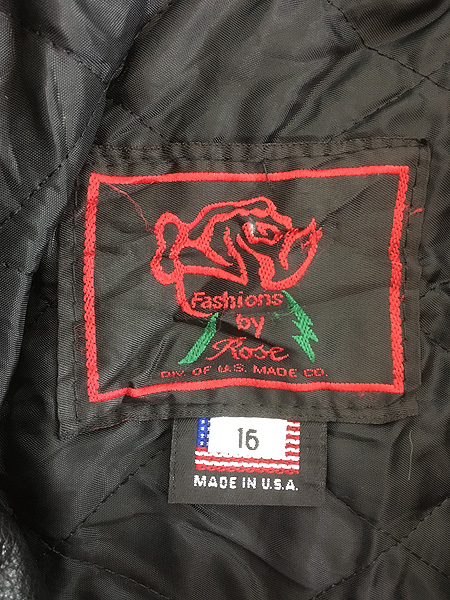 Fashions
by
Rose
DIV. OF U.S. MADE CO.
16
MADE IN U.S.A.